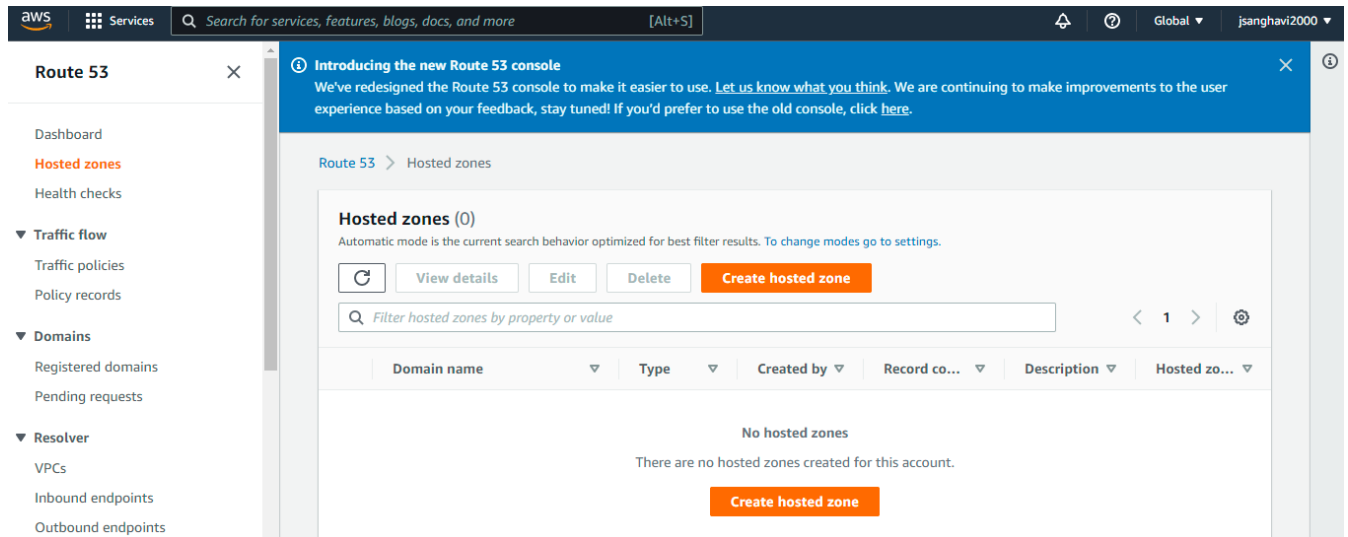 aws Services Search for services, features, blogs, docs, and more [Alt+S] Global ▼ jsanghavi2000 ▼
Route 53
Dashboard
Hosted zones
Health checks
▼ Traffic flow
Traffic policies
Policy records
▼ Domains
Registered domains
Pending requests
▼ Resolver
VPCs
Inbound endpoints
Outbound endpoints
Introducing the new Route 53 console
We've redesigned the Route 53 console to make it easier to use. Let us know what you think. We are continuing to make improvements to the user
experience based on your feedback, stay tuned! If you'd prefer to use the old console, click here.
Route 53 > Hosted zones
Hosted zones (0)
Automatic mode is the current search behavior optimized for best filter results. To change modes go to settings.
View details Edit Delete Create hosted zone
Filter hosted zones by property or value < 1 >
Domain name Type Created by Record co... Description Hosted zo...
No hosted zones
There are no hosted zones created for this account.
Create hosted zone